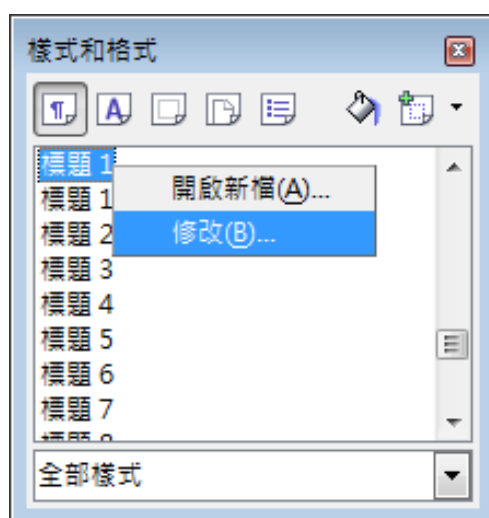 樣式和格式
標題 1
開啟新檔(A)...
標題 1
修改(B)...
標題 2
標題 3
標題 4
標題 5
標題 6
標題 7
全部樣式